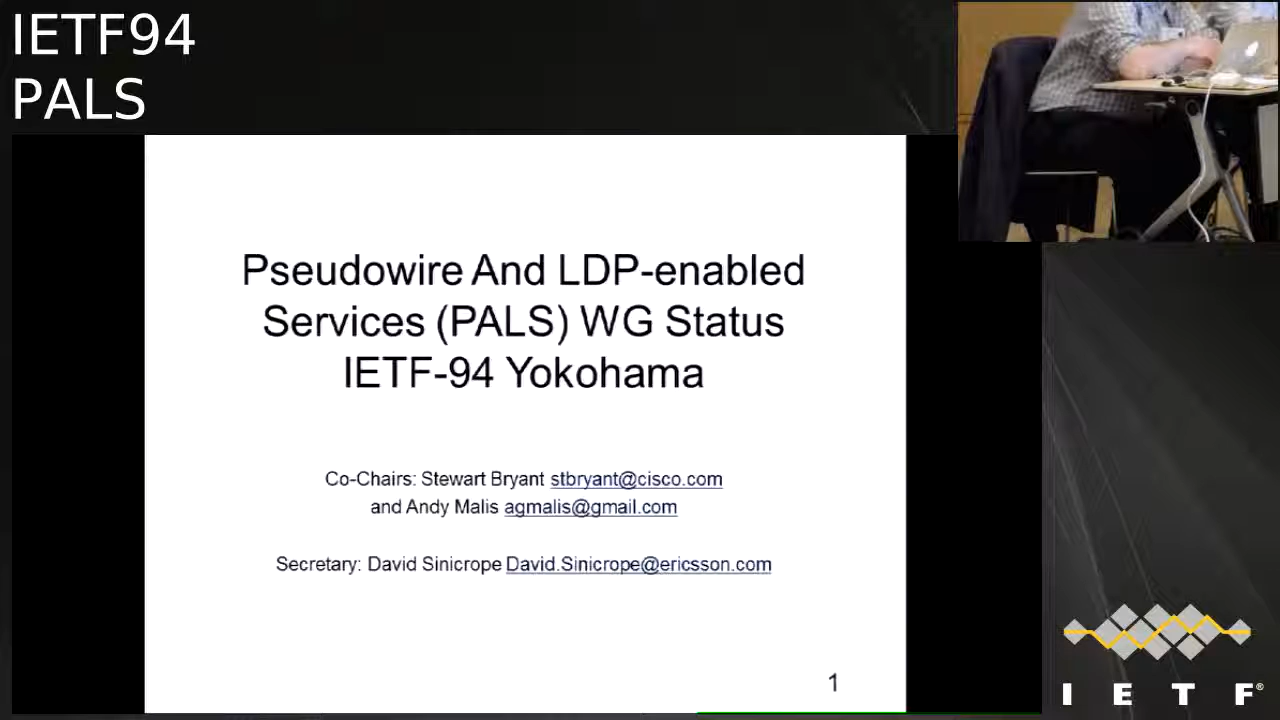 IETF94
PALS
Pseudowire And LDP-enabled
Services (PALS) WG Status
IETF-94 Yokohama
Co-Chairs: Stewart Bryant stbryant@cisco.com
and Andy Malis agmalis@gmail.com
Secretary: David Sinicrope David.Sinicrope@ericsson.com
1
I E T F®